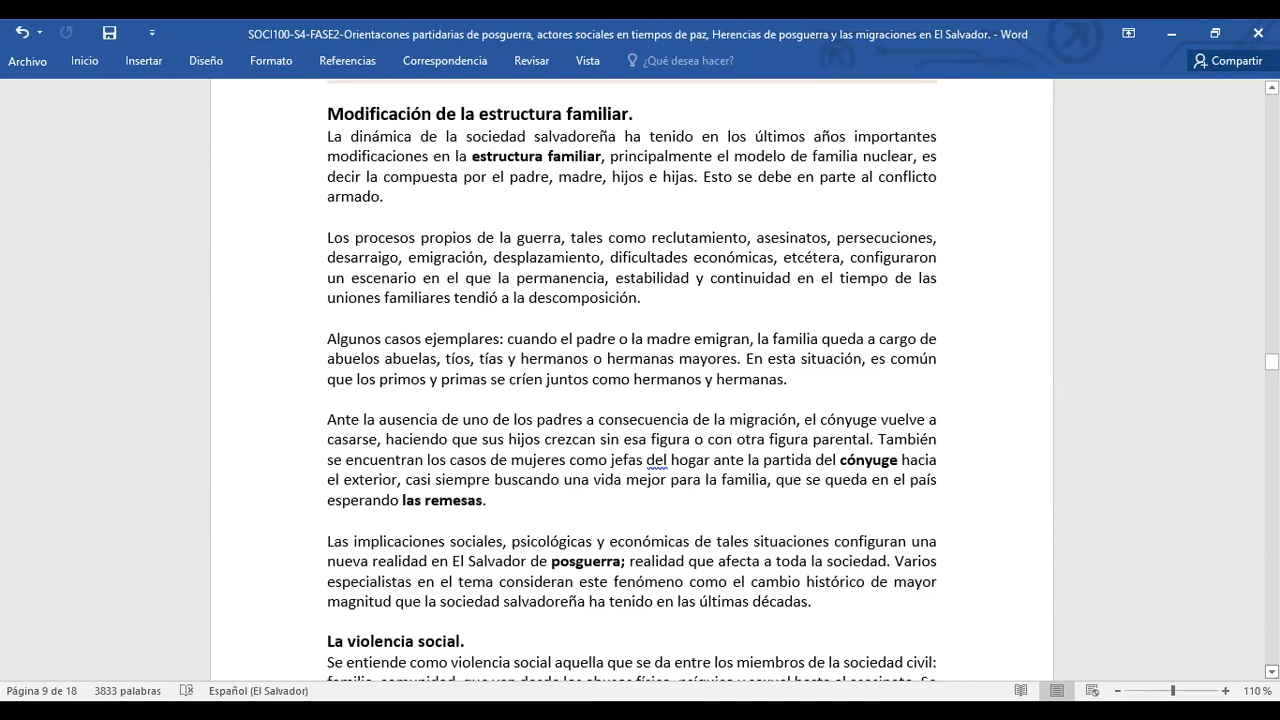 SOCI100-S4-FASE2-Orientacones partidarias de posguerra, actores sociales en tiempos de paz, Herencias de posguerra y las migraciones en El Salvador. - Word
Archivo Inicio Insertar Diseño Formato Referencias Correspondencia Revisar Vista ¿Qué desea hacer? Compartir
Modificación de la estructura familiar.
La dinámica de la sociedad salvadoreña ha tenido en los últimos años importantes
modificaciones en la estructura familiar, principalmente el modelo de familia nuclear, es
decir la compuesta por el padre, madre, hijos e hijas. Esto se debe en parte al conflicto
armado.
Los procesos propios de la guerra, tales como reclutamiento, asesinatos, persecuciones,
desarraigo, emigración, desplazamiento, dificultades económicas, etcétera, configuraron
un escenario en el que la permanencia, estabilidad y continuidad en el tiempo de las
uniones familiares tendió a la descomposición.
Algunos casos ejemplares: cuando el padre o la madre emigran, la familia queda a cargo de
abuelos abuelas, tíos, tías y hermanos o hermanas mayores. En esta situación, es común
que los primos y primas se críen juntos como hermanos y hermanas.
Ante la ausencia de uno de los padres a consecuencia de la migración, el cónyuge vuelve a
casarse, haciendo que sus hijos crezcan sin esa figura o con otra figura parental. También
se encuentran los casos de mujeres como jefas del hogar ante la partida del cónyuge hacia
el exterior, casi siempre buscando una vida mejor para la familia, que se queda en el país
esperando las remesas.
Las implicaciones sociales, psicológicas y económicas de tales situaciones configuran una
nueva realidad en El Salvador de posguerra; realidad que afecta a toda la sociedad. Varios
especialistas en el tema consideran este fenómeno como el cambio histórico de mayor
magnitud que la sociedad salvadoreña ha tenido en las últimas décadas.
La violencia social.
Se entiende como violencia social aquella que se da entre los miembros de la sociedad civil:
Página 9 de 18 3833 palabras Español (El Salvador) 110 %